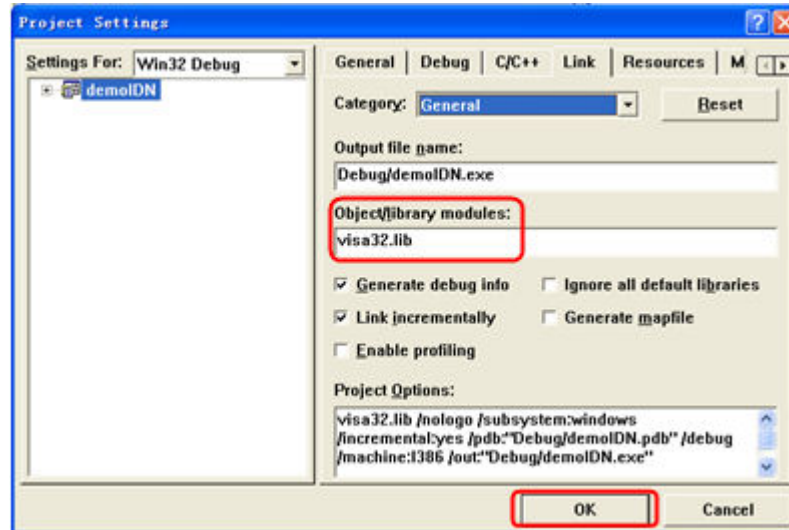 Project Settings
Settings For: Win32 Debug
demoIDN
General Debug C/C++ Link Resources M
Category: General Reset
Output file name:
Debug/demoIDN.exe
Object/library modules:
visa32.lib
Generate debug info Ignore all default libraries
Link incrementally Generate mapfile
Enable profiling
Project Options:
visa32.lib /nologo /subsystem:windows
/incremental:yes /pdb:"Debug/demoIDN.pdb" /debug
/machine:I386 /out:"Debug/demoIDN.exe"
OK Cancel